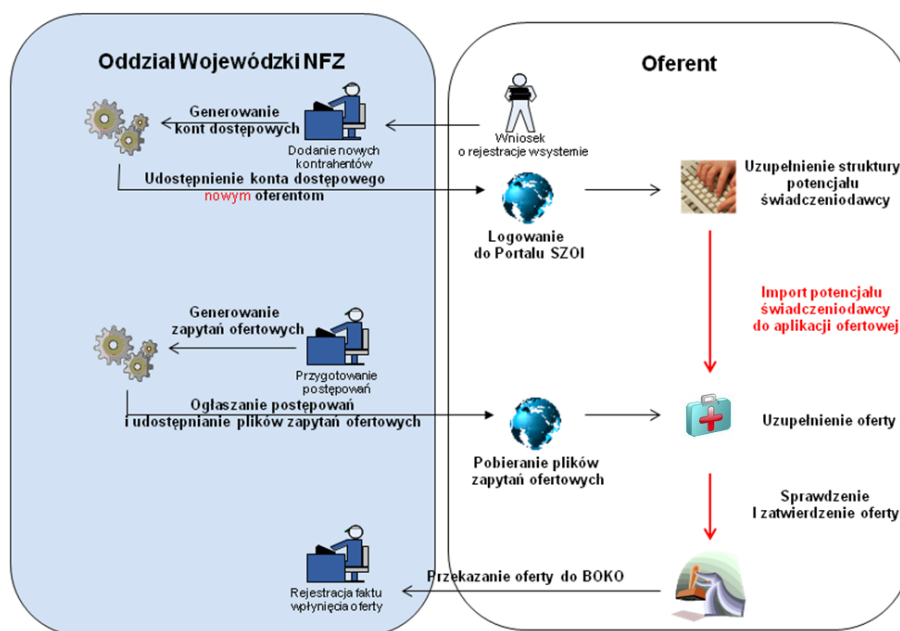 Oddział Wojewódzki NFZ
Oferent
Generowanie
kont dostępowych
Dodanie nowych
kontrahentów
Wniosek
o rejestracje wsystemie
Udostępnienie konta dostępowego
nowym oferentom
Logowanie
do Portalu SZOI
Uzupełnienie struktury
potencjału
świadczeniodawcy
Import potencjału
świadczeniodawcy
do aplikacji ofertowej
Generowanie
zapytań ofertowych
Przygotowanie
postępowań
Ogłaszanie postępowań
i udostępnianie plików zapytań ofertowych
Pobieranie plików
zapytań ofertowych
Uzupełnienie oferty
Sprawdzenie
I zatwierdzenie oferty
Przekazanie oferty do BOKO
Rejestracja faktu
wpłynięcia oferty